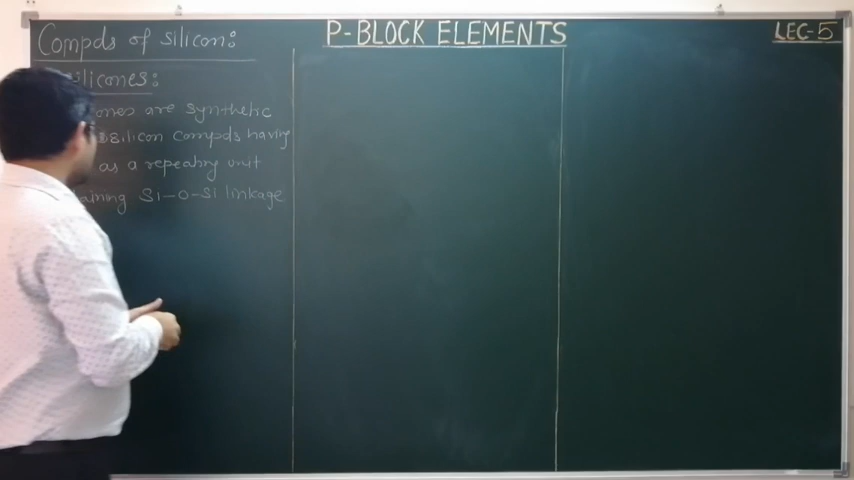 P-BLOCK ELEMENTS
LEC-5
Compds of silicon:
ilicones:
ones are synthetic
silicon compds having
as a repeating unit
aining Si-O-Si linkage